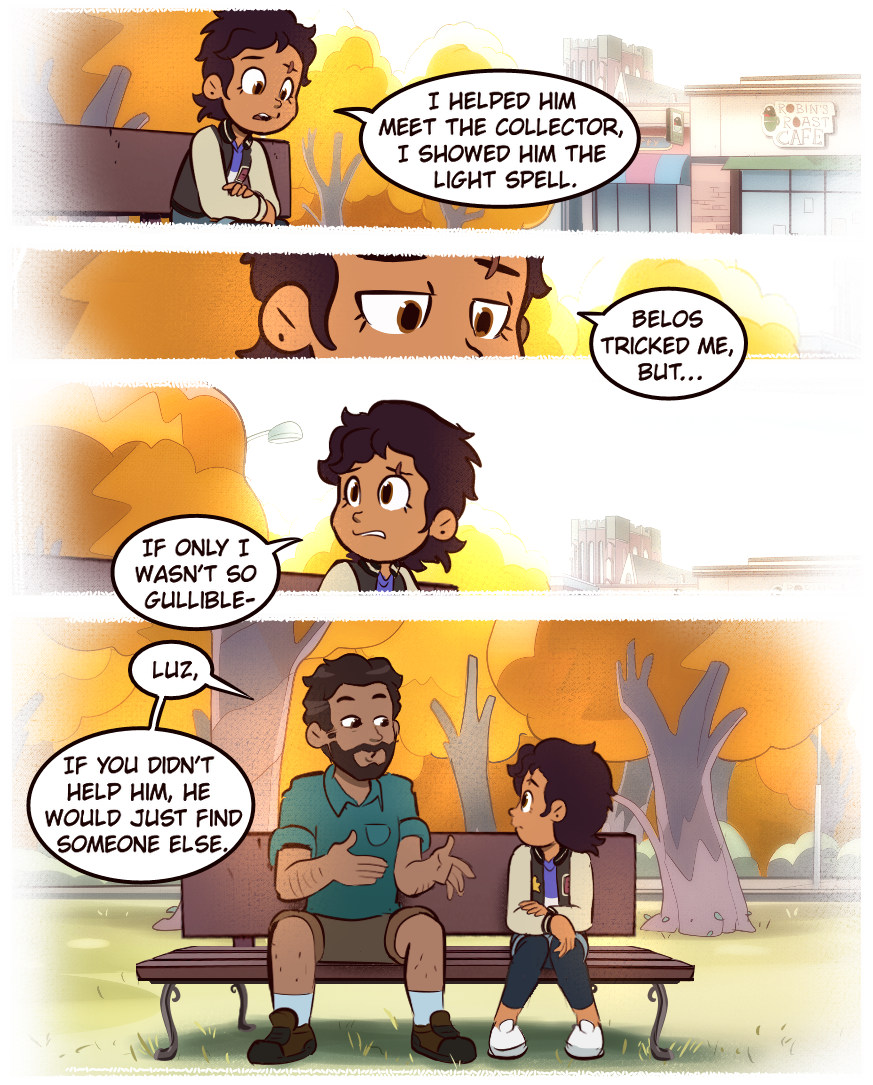 I HELPED HIM
MEET THE COLLECTOR,
I SHOWED HIM THE
LIGHT SPELL.
ROBIN'S
ROAST
CAFE
BELOS
TRICKED ME,
BUT...
IF ONLY I
WASN'T SO
GULLIBLE-
LUZ,
IF YOU DIDN'T
HELP HIM, HE
WOULD JUST FIND
SOMEONE ELSE.